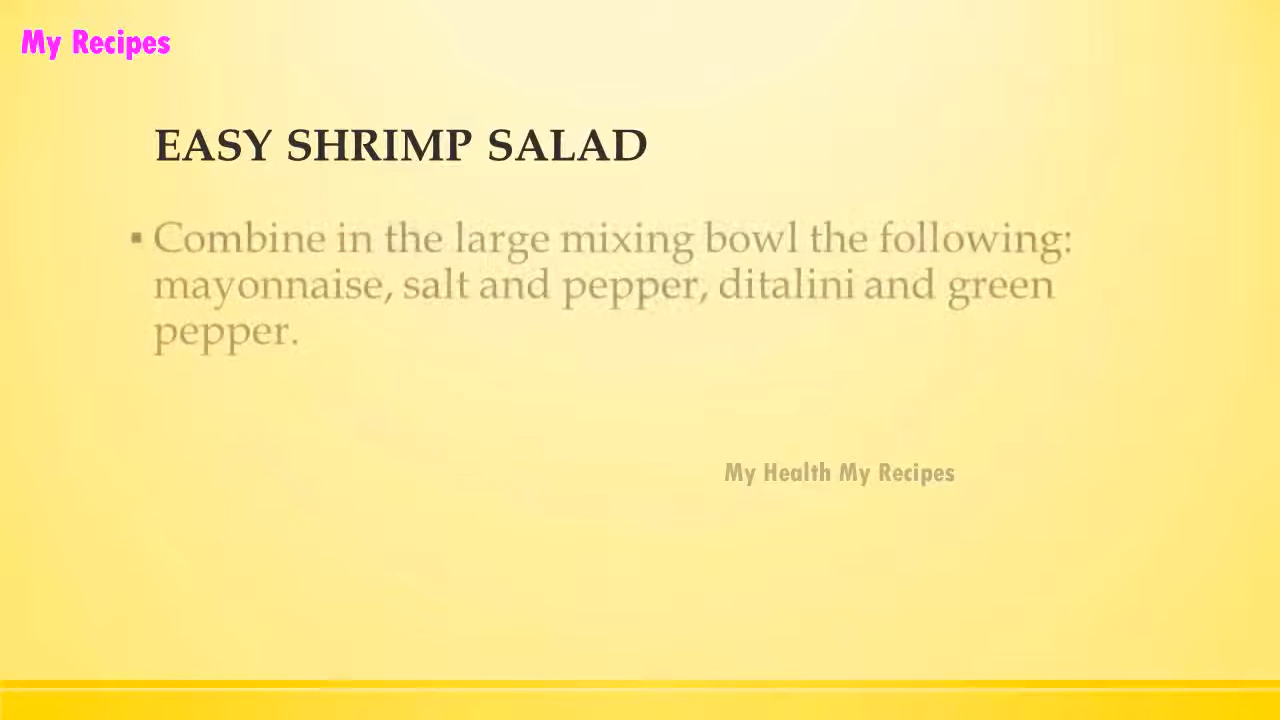 My Recipes
EASY SHRIMP SALAD
▪ Combine in the large mixing bowl the following:
mayonnaise, salt and pepper, ditalini and green
pepper.
My Health My Recipes